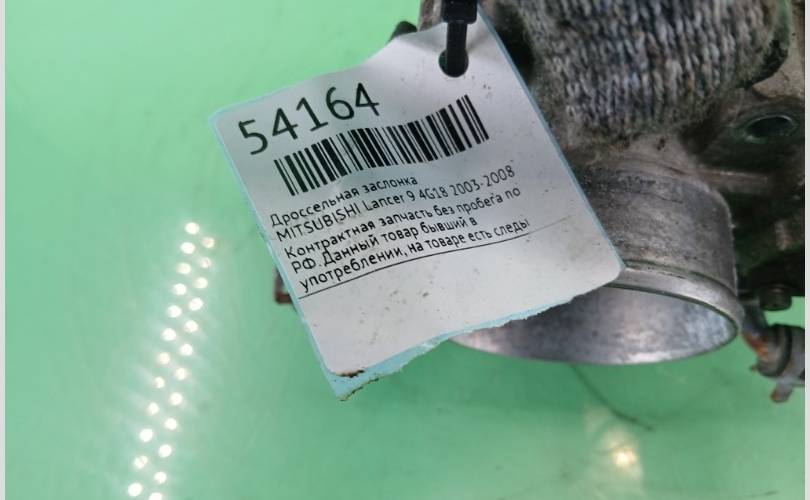 54164
Дроссельная заслонка
MITSUBISHI Lancer 9 4G18 2003-2008
Контрактная запчасть без пробега по
РФ. Данный товар бывший в
употреблении, на товаре есть следы